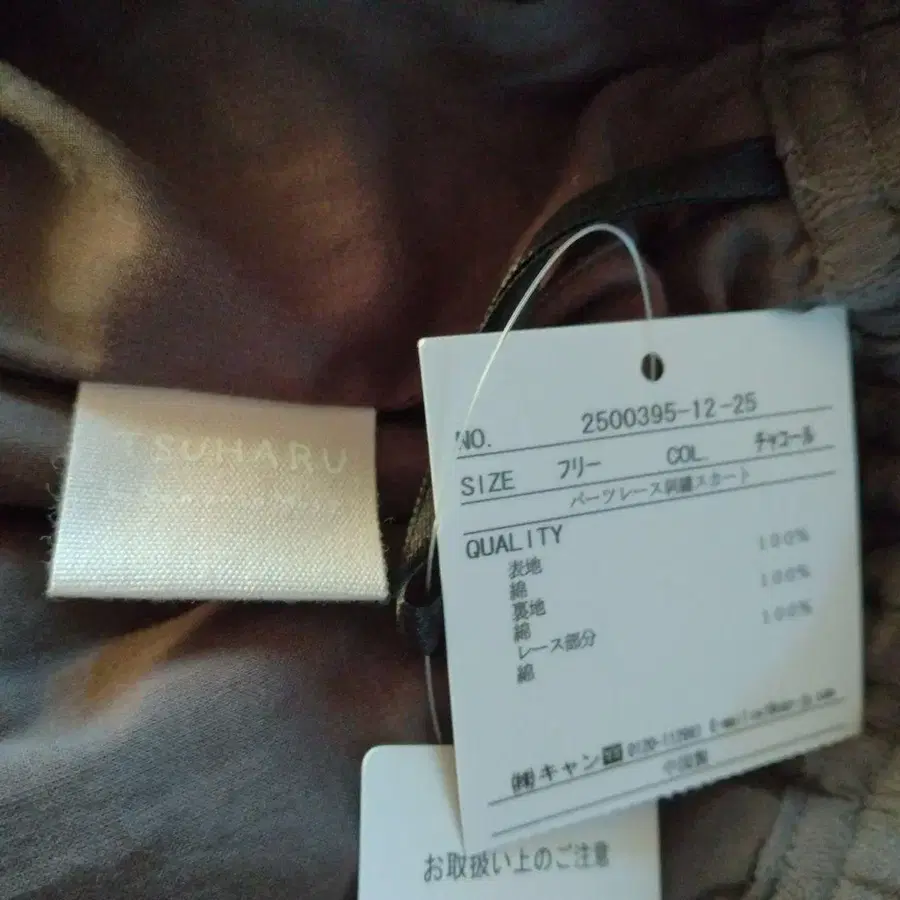 TSUHARU
NO. 2500395-12-25
SIZE フリー COL. チャコール
パーツレース刺繍スカート
QUALITY
表地
綿 100%
裏地
綿 100%
レース部分
綿 100%
㈱キャン
中国製
お取扱い上のご注意